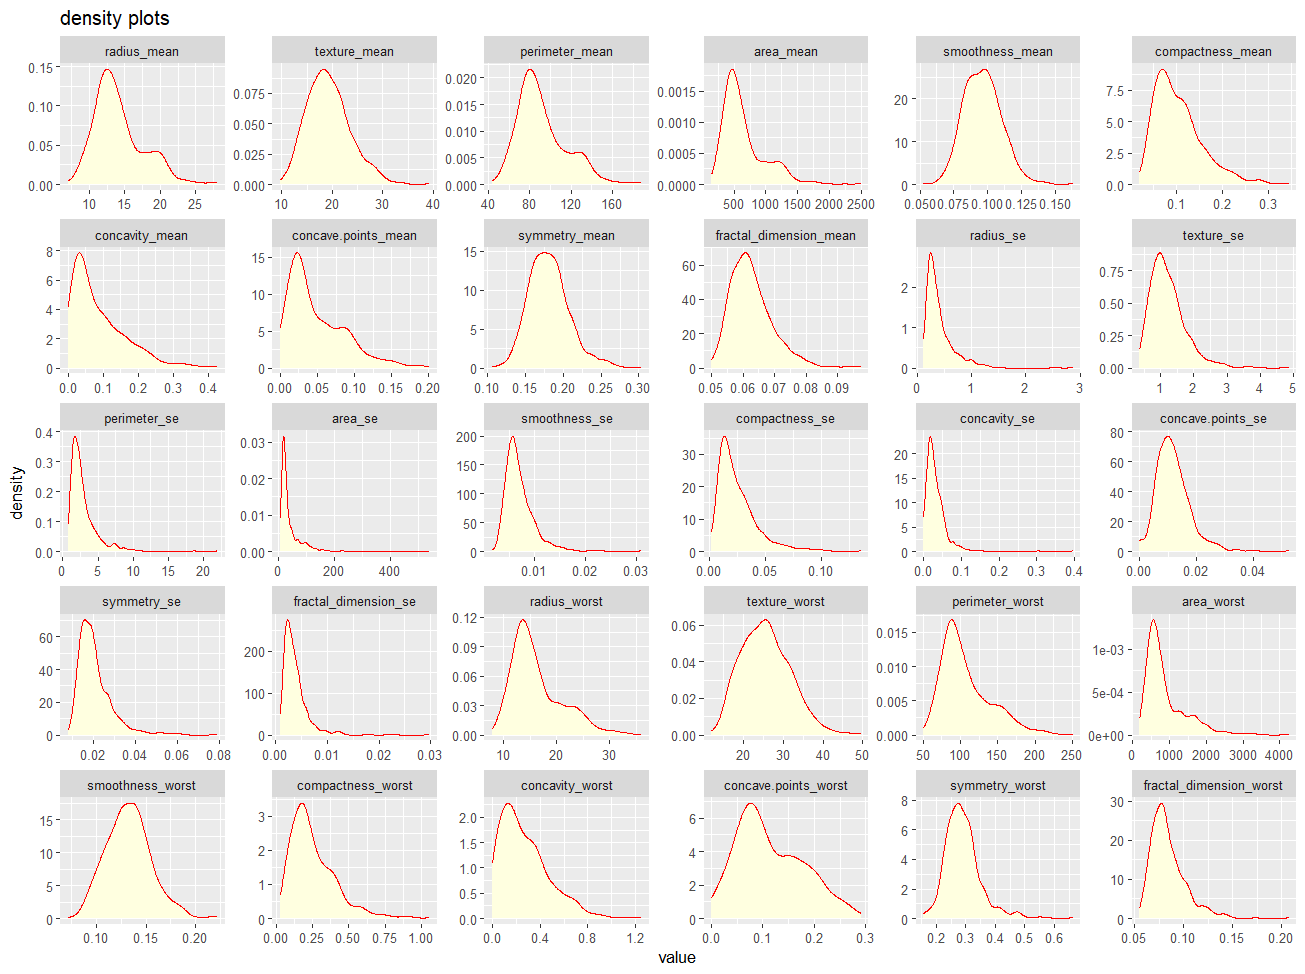 density plots
radius_mean texture_mean perimeter_mean area_mean smoothness_mean compactness_mean
0.15 0.10 0.05 0.00
10 15 20 25
0.075 0.050 0.025 0.000
10 20 30 40
0.020 0.015 0.010 0.005 0.000
40 80 120 160
0.0015 0.0010 0.0005 0.0000
500 1000 1500 2000 2500
20 10 0
0.050 0.075 0.100 0.125 0.150
7.5 5.0 2.5 0.0
0.1 0.2 0.3
concavity_mean concave.points_mean symmetry_mean fractal_dimension_mean radius_se texture_se
8 6 4 2 0
0.0 0.1 0.2 0.3 0.4
15 10 5 0
0.00 0.05 0.10 0.15 0.20
15 10 5 0
0.10 0.15 0.20 0.25 0.30
60 40 20 0
0.05 0.06 0.07 0.08 0.09
2 1 0
0 1 2 3
0.75 0.50 0.25 0.00
1 2 3 4 5
perimeter_se area_se smoothness_se compactness_se concavity_se concave.points_se
0.4 0.3 0.2 0.1 0.0
0 5 10 15 20
0.03 0.02 0.01 0.00
0 200 400
200 150 100 50 0
0.01 0.02 0.03
30 20 10 0
0.00 0.05 0.10
20 15 10 5 0
0.0 0.1 0.2 0.3 0.4
80 60 40 20 0
0.00 0.02 0.04
density
symmetry_se fractal_dimension_se radius_worst texture_worst perimeter_worst area_worst
60 40 20 0
0.02 0.04 0.06 0.08
200 100 0
0.00 0.01 0.02 0.03
0.12 0.09 0.06 0.03 0.00
10 20 30
0.06 0.04 0.02 0.00
20 30 40 50
0.015 0.010 0.005 0.000
50 100 150 200 250
1e-03 5e-04 0e+00
0 1000 2000 3000 4000
smoothness_worst compactness_worst concavity_worst concave.points_worst symmetry_worst fractal_dimension_worst
15 10 5 0
0.10 0.15 0.20
3 2 1 0
0.00 0.25 0.50 0.75 1.00
2.0 1.5 1.0 0.5 0.0
0.0 0.4 0.8 1.2
6 4 2 0
0.0 0.1 0.2 0.3
8 6 4 2 0
0.2 0.3 0.4 0.5 0.6
30 20 10 0
0.05 0.10 0.15 0.20
value